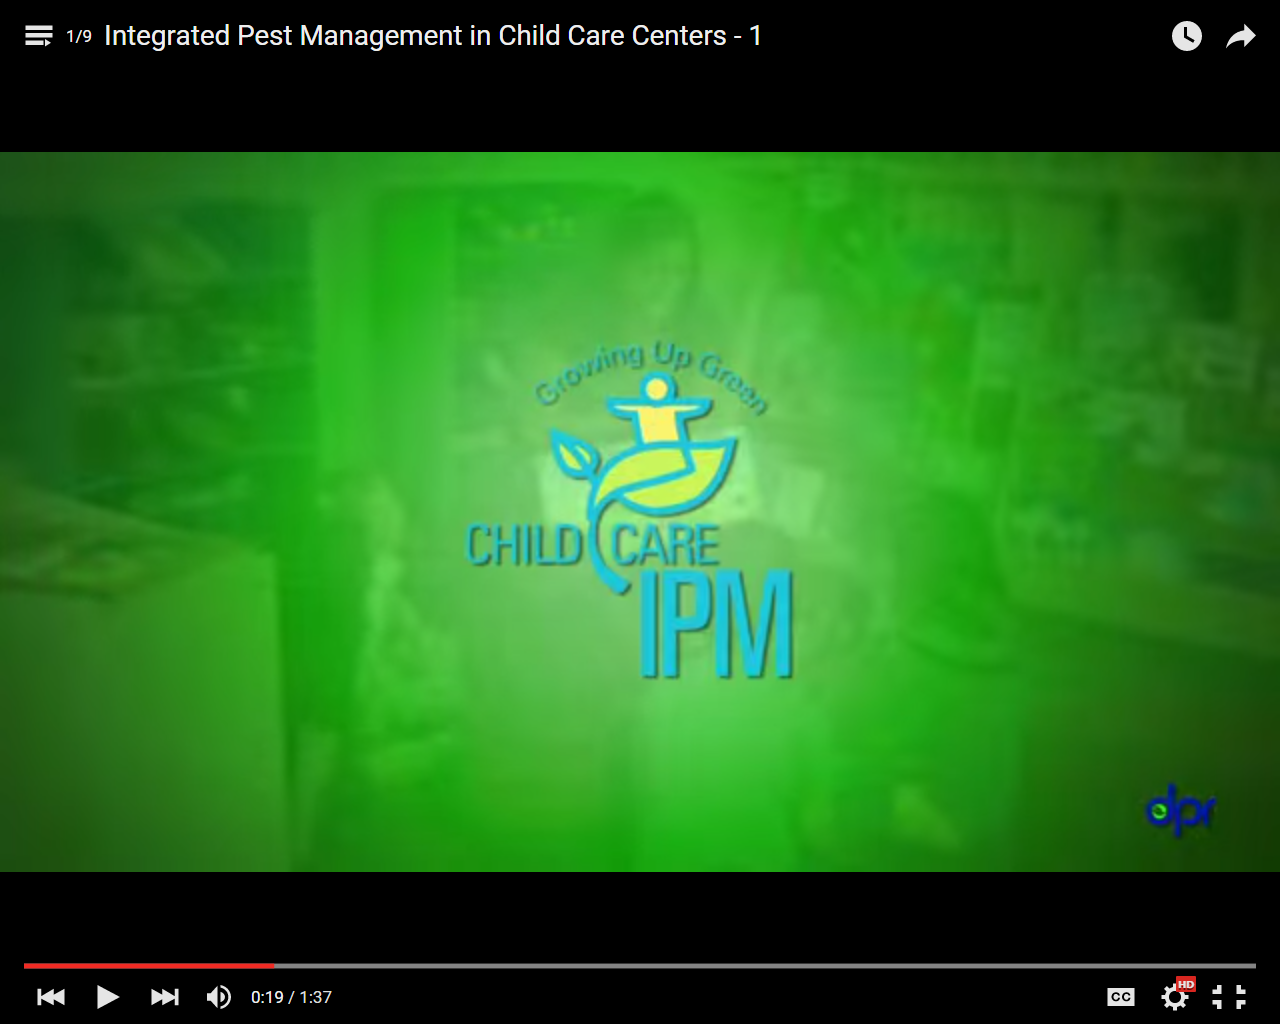 1/9 Integrated Pest Management in Child Care Centers - 1
Growing Up Green
CHILD CARE
IPM
dpr
0:19 / 1:37
CC
HD